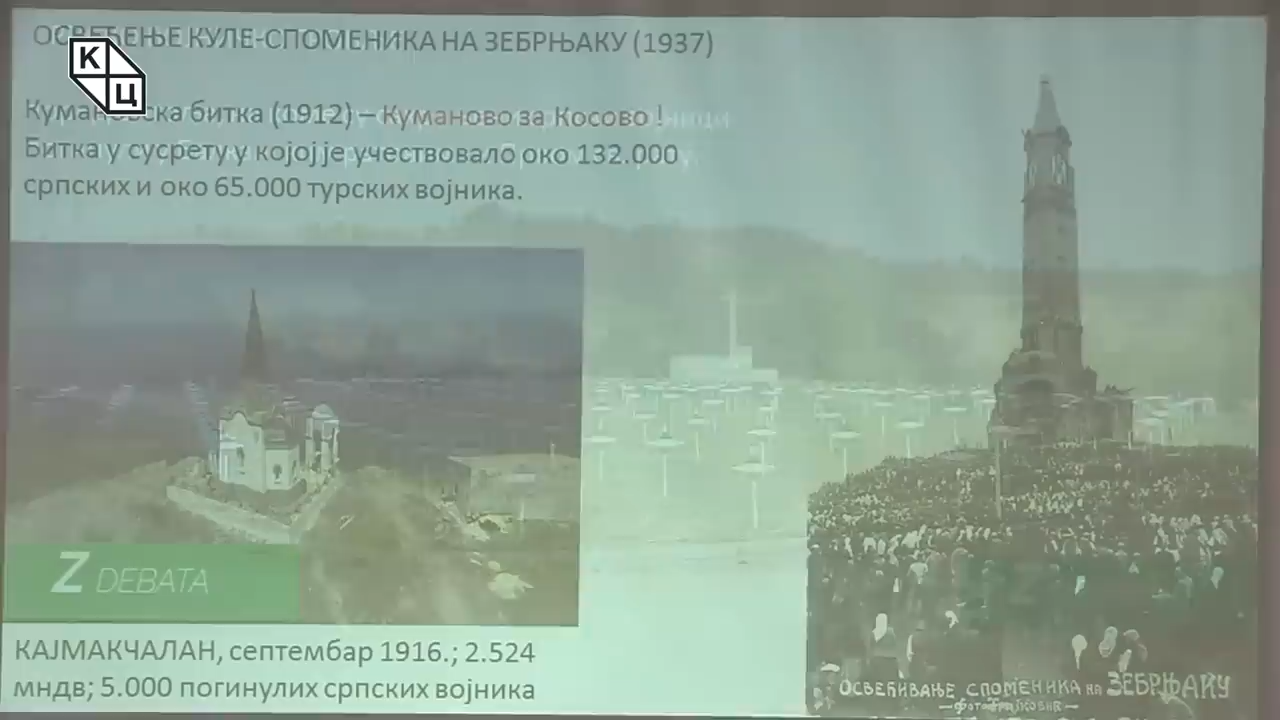 ОСВЕЂЕЊЕ КУЛЕ-СПОМЕНИКА НА ЗЕБРЊАКУ (1937)
К
Ц
Кумановска битка (1912) – Куманово за Косово !
Битка у сусрету у којој је учествовало око 132.000
српских и око 65.000 турских војника.
Z DEBATA
КАЈМАКЧАЛАН, септембар 1916.; 2.524
мндв; 5.000 погинулих српских војника
ОСВЕЋИВАЊЕ СПОМЕНИКА НА ЗЕБРЊАКУ